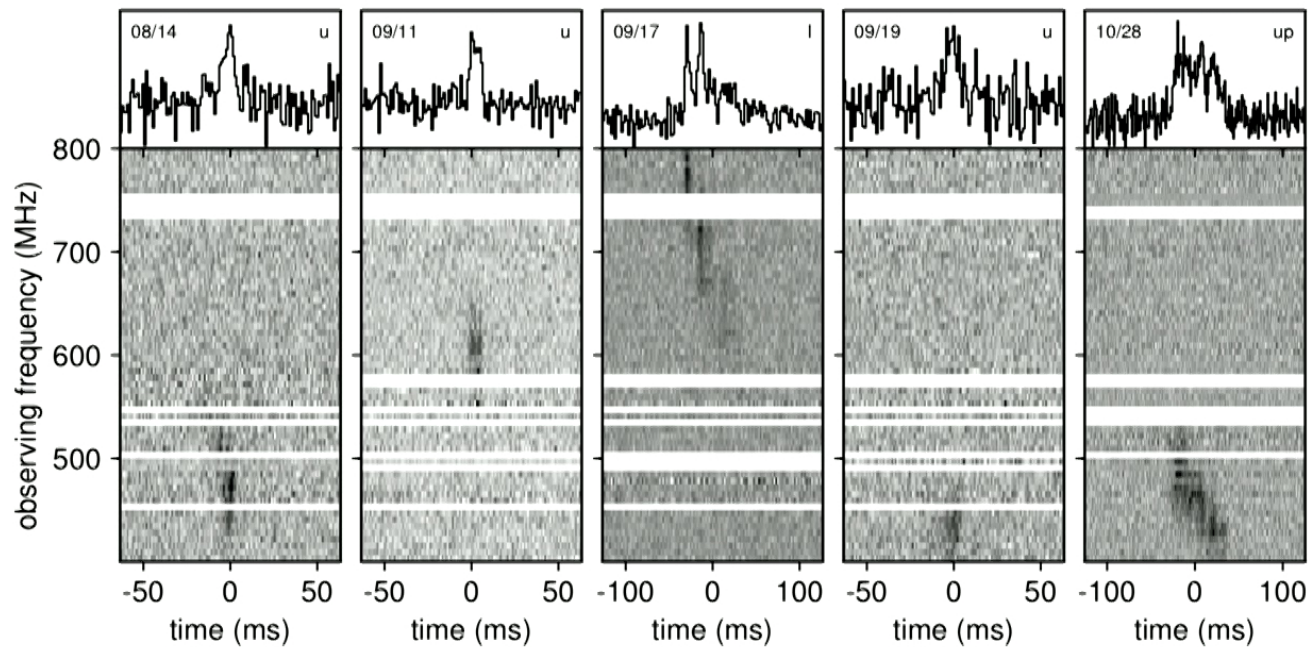 08/14 u 09/11 u 09/17 l 09/19 u 10/28 up
800
700
600
500
observing frequency (MHz)
-50 0 50 -50 0 50 -100 0 100 -50 0 50 -100 0 100
time (ms) time (ms) time (ms) time (ms) time (ms)